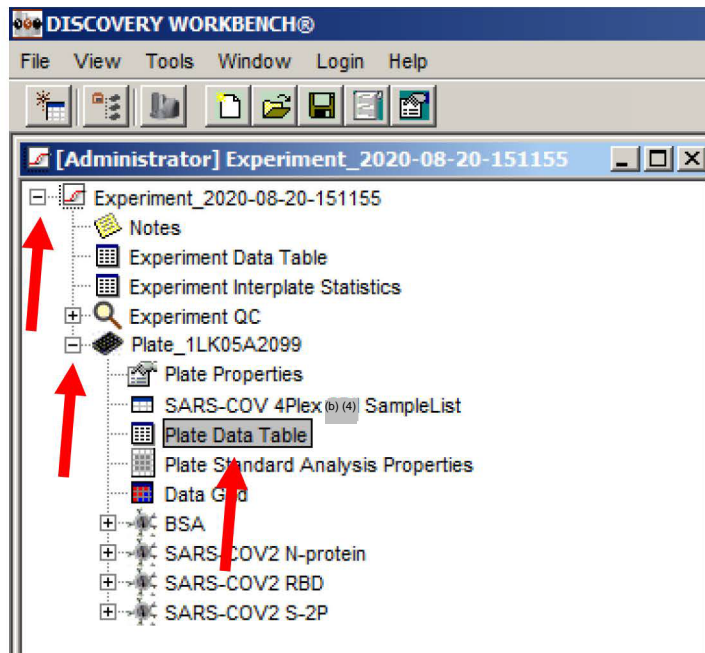 DISCOVERY WORKBENCH®
File View Tools Window Login Help
[Administrator] Experiment_2020-08-20-151155
Experiment_2020-08-20-151155
Notes
Experiment Data Table
Experiment Interplate Statistics
Experiment QC
Plate_1LK05A2099
Plate Properties
SARS-COV 4Plex (b) (4) SampleList
Plate Data Table
Plate Standard Analysis Properties
Data
BSA
SARS-COV2 N-protein
SARS-COV2 RBD
SARS-COV2 S-2P